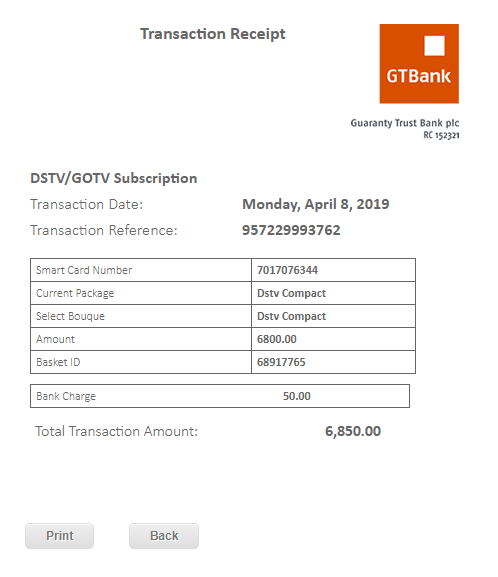 Transaction Receipt
GTBank
Guaranty Trust Bank plc
RC 152321
DSTV/GOTV Subscription
Transaction Date: Monday, April 8, 2019
Transaction Reference: 957229993762
Smart Card Number 7017076344
Current Package Dstv Compact
Select Bouque Dstv Compact
Amount 6800.00
Basket ID 68917765
Bank Charge 50.00
Total Transaction Amount: 6,850.00
Print Back